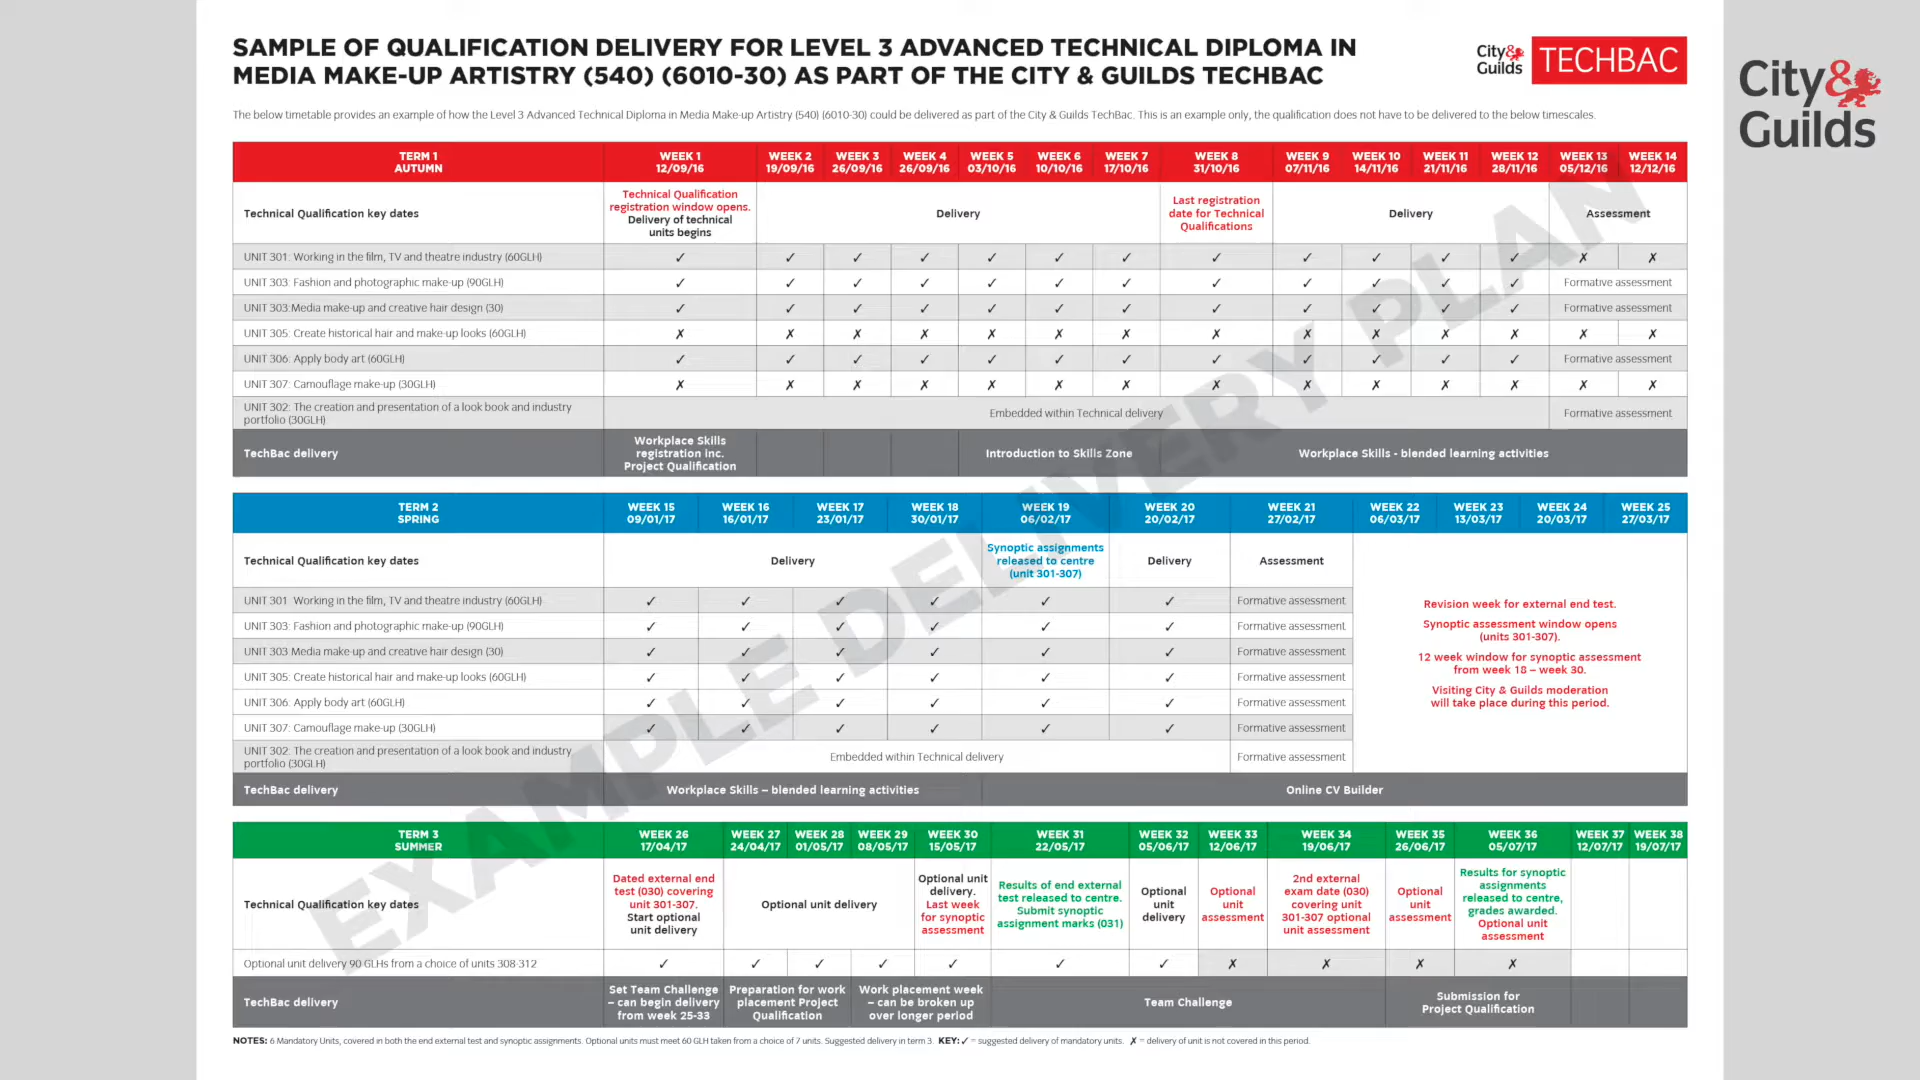 SAMPLE OF QUALIFICATION DELIVERY FOR LEVEL 3 ADVANCED TECHNICAL DIPLOMA IN
MEDIA MAKE-UP ARTISTRY (540) (6010-30) AS PART OF THE CITY & GUILDS TECHBAC
City&
Guilds
TECHBAC
City&
Guilds
The below timetable provides an example of how the Level 3 Advanced Technical Diploma in Media Make-up Artistry (540) (6010-30) could be delivered as part of the City & Guilds TechBac. This is an example only, the qualification does not have to be delivered to the below timescales.
TERM 1 WEEK 1 WEEK 2 WEEK 3 WEEK 4 WEEK 5 WEEK 6 WEEK 7 WEEK 8 WEEK 9 WEEK 10 WEEK 11 WEEK 12 WEEK 13 WEEK 14
AUTUMN 12/09/16 19/09/16 26/09/16 26/09/16 03/10/16 10/10/16 17/10/16 31/10/16 07/11/16 14/11/16 21/11/16 28/11/16 05/12/16 12/12/16
Technical Qualification key dates
Technical Qualification
registration window opens.
Delivery of technical
units begins
Delivery
Last registration
date for Technical
Qualifications
Delivery
Assessment
UNIT 301: Working in the film, TV and theatre industry (60GLH) ✓ ✓ ✓ ✓ ✓ ✓ ✓ ✓ ✓ ✓ ✓ ✓ ✗ ✗
UNIT 303: Fashion and photographic make-up (90GLH) ✓ ✓ ✓ ✓ ✓ ✓ ✓ ✓ ✓ ✓ ✓ ✓ Formative assessment
UNIT 303:Media make-up and creative hair design (30) ✓ ✓ ✓ ✓ ✓ ✓ ✓ ✓ ✓ ✓ ✓ ✓ Formative assessment
UNIT 305: Create historical hair and make-up looks (60GLH) ✗ ✗ ✗ ✗ ✗ ✗ ✗ ✗ ✗ ✗ ✗ ✗ ✗ ✗
UNIT 306: Apply body art (60GLH) ✓ ✓ ✓ ✓ ✓ ✓ ✓ ✓ ✓ ✓ ✓ ✓ Formative assessment
UNIT 307: Camouflage make-up (30GLH) ✗ ✗ ✗ ✗ ✗ ✗ ✗ ✗ ✗ ✗ ✗ ✗ ✗ ✗
UNIT 302: The creation and presentation of a look book and industry
portfolio (30GLH)
Embedded within Technical delivery
Formative assessment
TechBac delivery
Workplace Skills
registration inc.
Project Qualification
Introduction to Skills Zone
Workplace Skills - blended learning activities
TERM 2 WEEK 15 WEEK 16 WEEK 17 WEEK 18 WEEK 19 WEEK 20 WEEK 21 WEEK 22 WEEK 23 WEEK 24 WEEK 25
SPRING 09/01/17 16/01/17 23/01/17 30/01/17 06/02/17 20/02/17 27/02/17 06/03/17 13/03/17 20/03/17 27/03/17
Technical Qualification key dates
Delivery
Synoptic assignments
released to centre
(unit 301-307)
Delivery
Assessment
UNIT 301: Working in the film, TV and theatre industry (60GLH) ✓ ✓ ✓ ✓ ✓ ✓ Formative assessment
UNIT 303: Fashion and photographic make-up (90GLH) ✓ ✓ ✓ ✓ ✓ ✓ Formative assessment
UNIT 303 Media make-up and creative hair design (30) ✓ ✓ ✓ ✓ ✓ ✓ Formative assessment
UNIT 305: Create historical hair and make-up looks (60GLH) ✓ ✓ ✓ ✓ ✓ ✓ Formative assessment
UNIT 306. Apply body art (60GLH) ✓ ✓ ✓ ✓ ✓ ✓ Formative assessment
UNIT 307: Camouflage make-up (30GLH) ✓ ✓ ✓ ✓ ✓ ✓ Formative assessment
UNIT 302: The creation and presentation of a look book and industry
portfolio (30GLH)
Embedded within Technical delivery
Formative assessment
Revision week for external end test.
Synoptic assessment window opens
(units 301-307).
12 week window for synoptic assessment
from week 18 – week 30.
Visiting City & Guilds moderation
will take place during this period.
TechBac delivery
Workplace Skills – blended learning activities
Online CV Builder
TERM 3 WEEK 26 WEEK 27 WEEK 28 WEEK 29 WEEK 30 WEEK 31 WEEK 32 WEEK 33 WEEK 34 WEEK 35 WEEK 36 WEEK 37 WEEK 38
SUMMER 17/04/17 24/04/17 01/05/17 08/05/17 15/05/17 22/05/17 05/06/17 12/06/17 19/06/17 26/06/17 05/07/17 12/07/17 19/07/17
Technical Qualification key dates
Dated external end
test (030) covering
unit 301-307.
Start optional
unit delivery
Optional unit delivery
Optional unit
delivery.
Last week
for synoptic
assessment
Results of end external
test released to centre.
Submit synoptic
assignment marks (031)
Optional
unit
delivery
Optional
unit
assessment
2nd external
exam date (030)
covering unit
301-307 optional
unit assessment
Optional
unit
assessment
Results for synoptic
assignments
released to centre,
grades awarded.
Optional unit
assessment
Optional unit delivery 90 GLHs from a choice of units 308-312 ✓ ✓ ✓ ✓ ✓ ✓ ✓ ✗ ✗ ✗ ✗
TechBac delivery
Set Team Challenge
– can begin delivery
from week 25-33
Preparation for work
placement Project
Qualification
Work placement week
– can be broken up
over longer period
Team Challenge
Submission for
Project Qualification
NOTES: 6 Mandatory Units, covered in both the end external test and synoptic assignments. Optional units must meet 60 GLH taken from a choice of 7 units. Suggested delivery in term 3. KEY: ✓ = suggested delivery of mandatory units. ✗ = delivery of unit is not covered in this period.
EXAMPLE DELIVERY PLAN